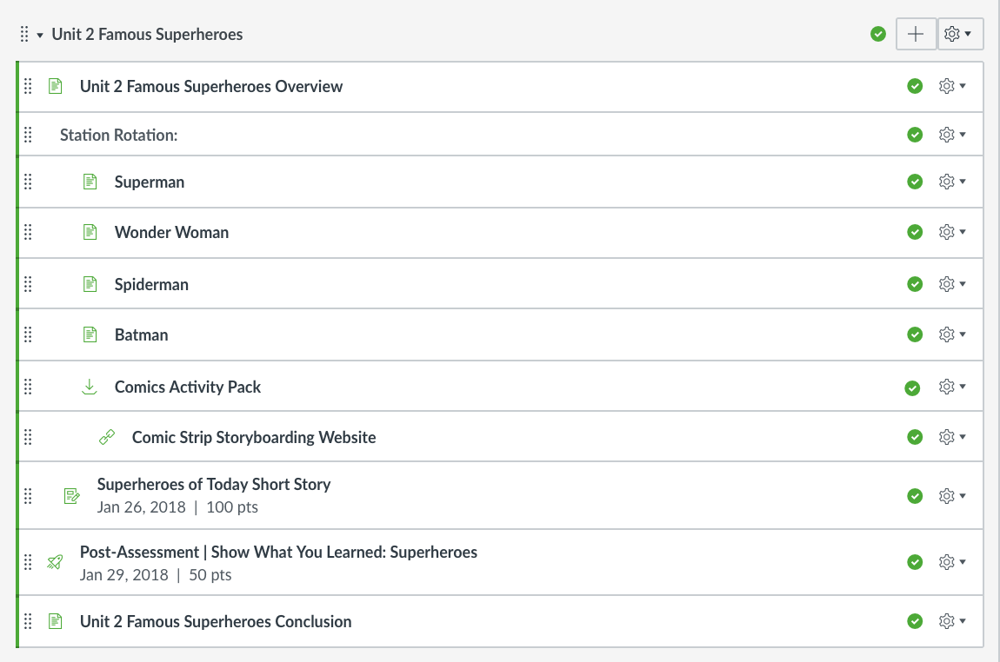 Unit 2 Famous Superheroes
Unit 2 Famous Superheroes Overview
Station Rotation:
Superman
Wonder Woman
Spiderman
Batman
Comics Activity Pack
Comic Strip Storyboarding Website
Superheroes of Today Short Story
Jan 26, 2018 | 100 pts
Post-Assessment | Show What You Learned: Superheroes
Jan 29, 2018 | 50 pts
Unit 2 Famous Superheroes Conclusion